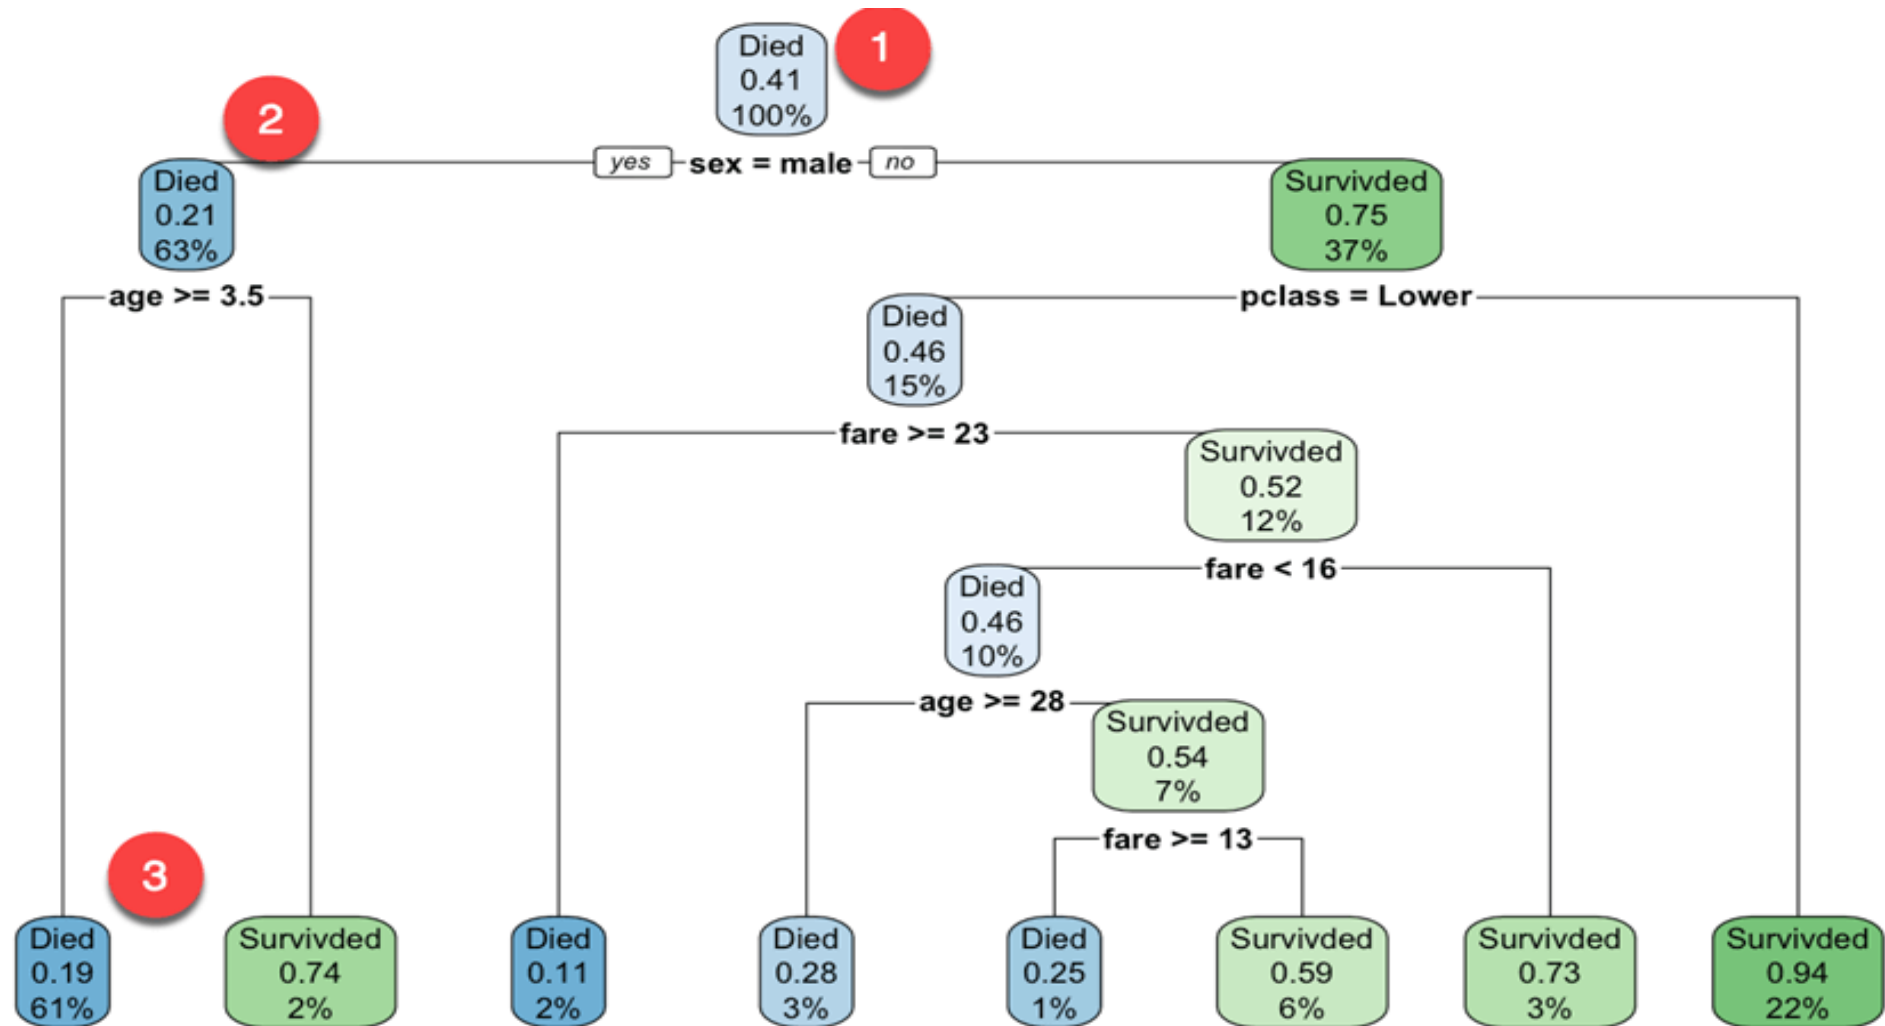 Died
0.41
100%
1
2
yes
sex = male
no
Died
0.21
63%
Survivded
0.75
37%
age >= 3.5
pclass = Lower
Died
0.46
15%
fare >= 23
Survivded
0.52
12%
fare < 16
Died
0.46
10%
age >= 28
Survivded
0.54
7%
fare >= 13
3
Died
0.19
61%
Survivded
0.74
2%
Died
0.11
2%
Died
0.28
3%
Died
0.25
1%
Survivded
0.59
6%
Survivded
0.73
3%
Survivded
0.94
22%